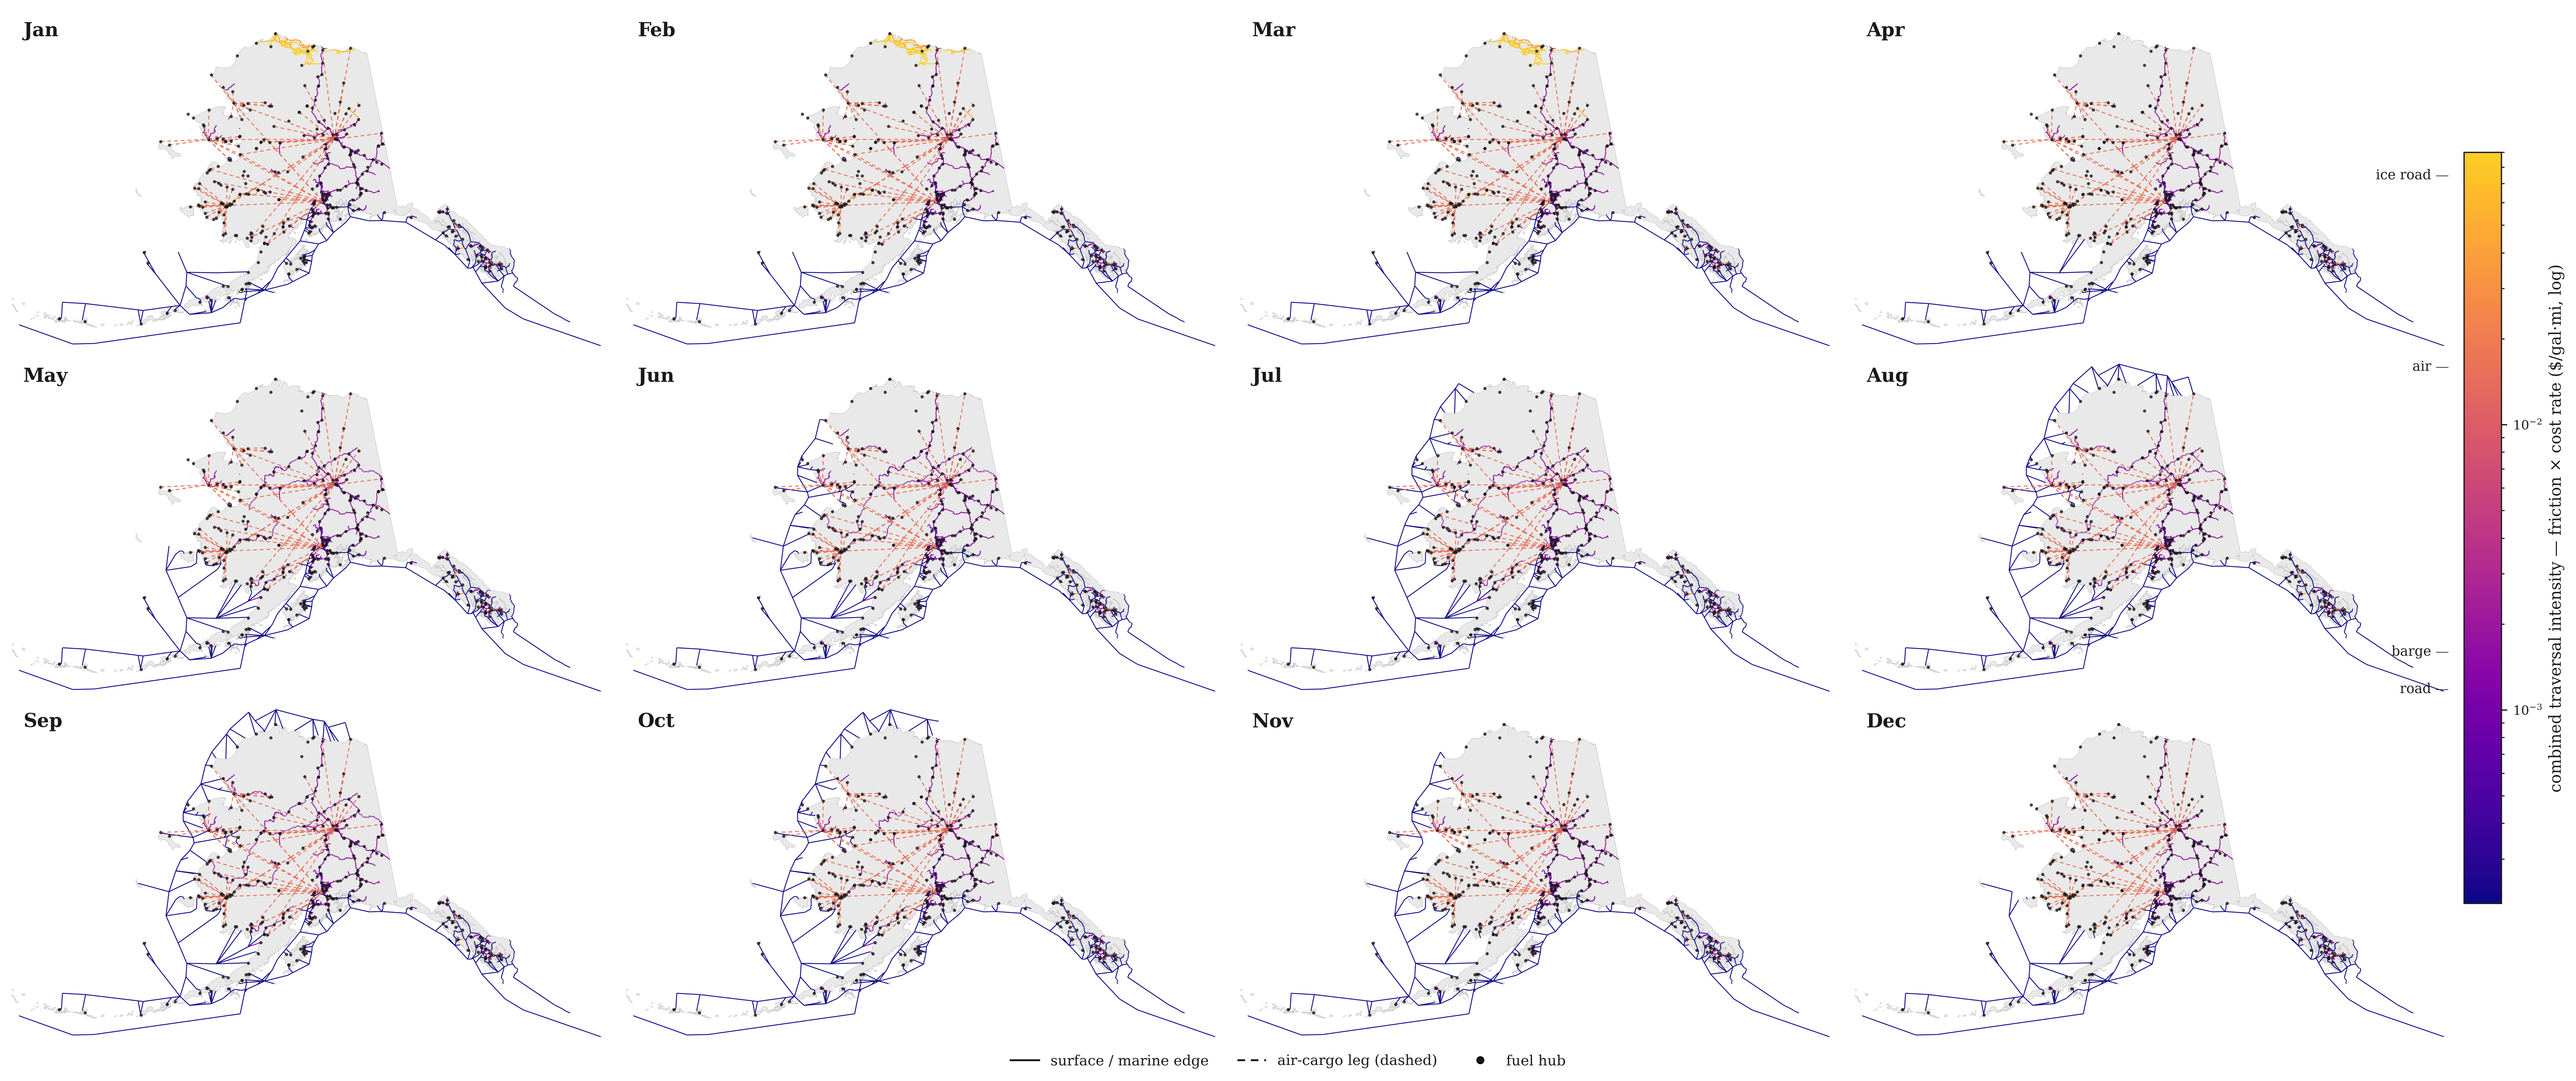 Jan
Feb
Mar
Apr
May
Jun
Jul
Aug
Sep
Oct
Nov
Dec
ice road —
air —
barge —
road —
10⁻²
10⁻³
combined traversal intensity — friction × cost rate ($/gal·mi, log)
surface / marine edge
air-cargo leg (dashed)
fuel hub